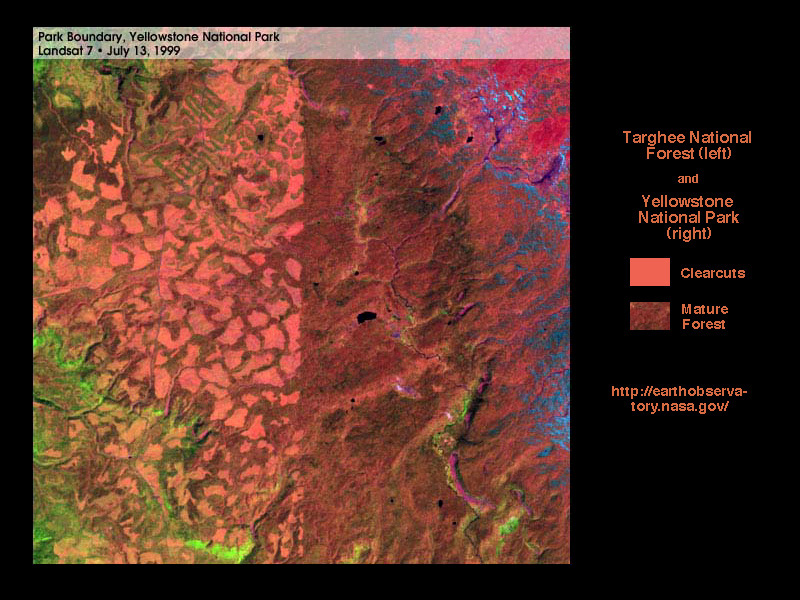 Park Boundary, Yellowstone National Park
Landsat 7 • July 13, 1999
Targhee National
Forest (left)
and
Yellowstone
National Park
(right)
Clearcuts
Mature
Forest
http://earthobserva-
tory.nasa.gov/